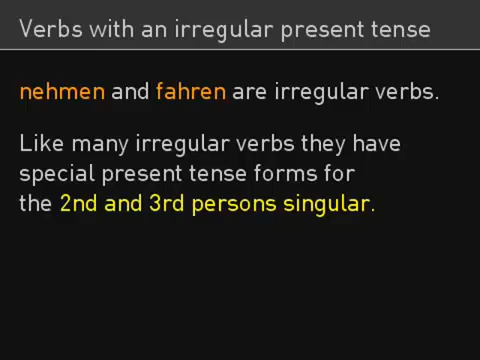 Verbs with an irregular present tense
nehmen and fahren are irregular verbs.
Like many irregular verbs they have
special present tense forms for
the 2nd and 3rd persons singular.